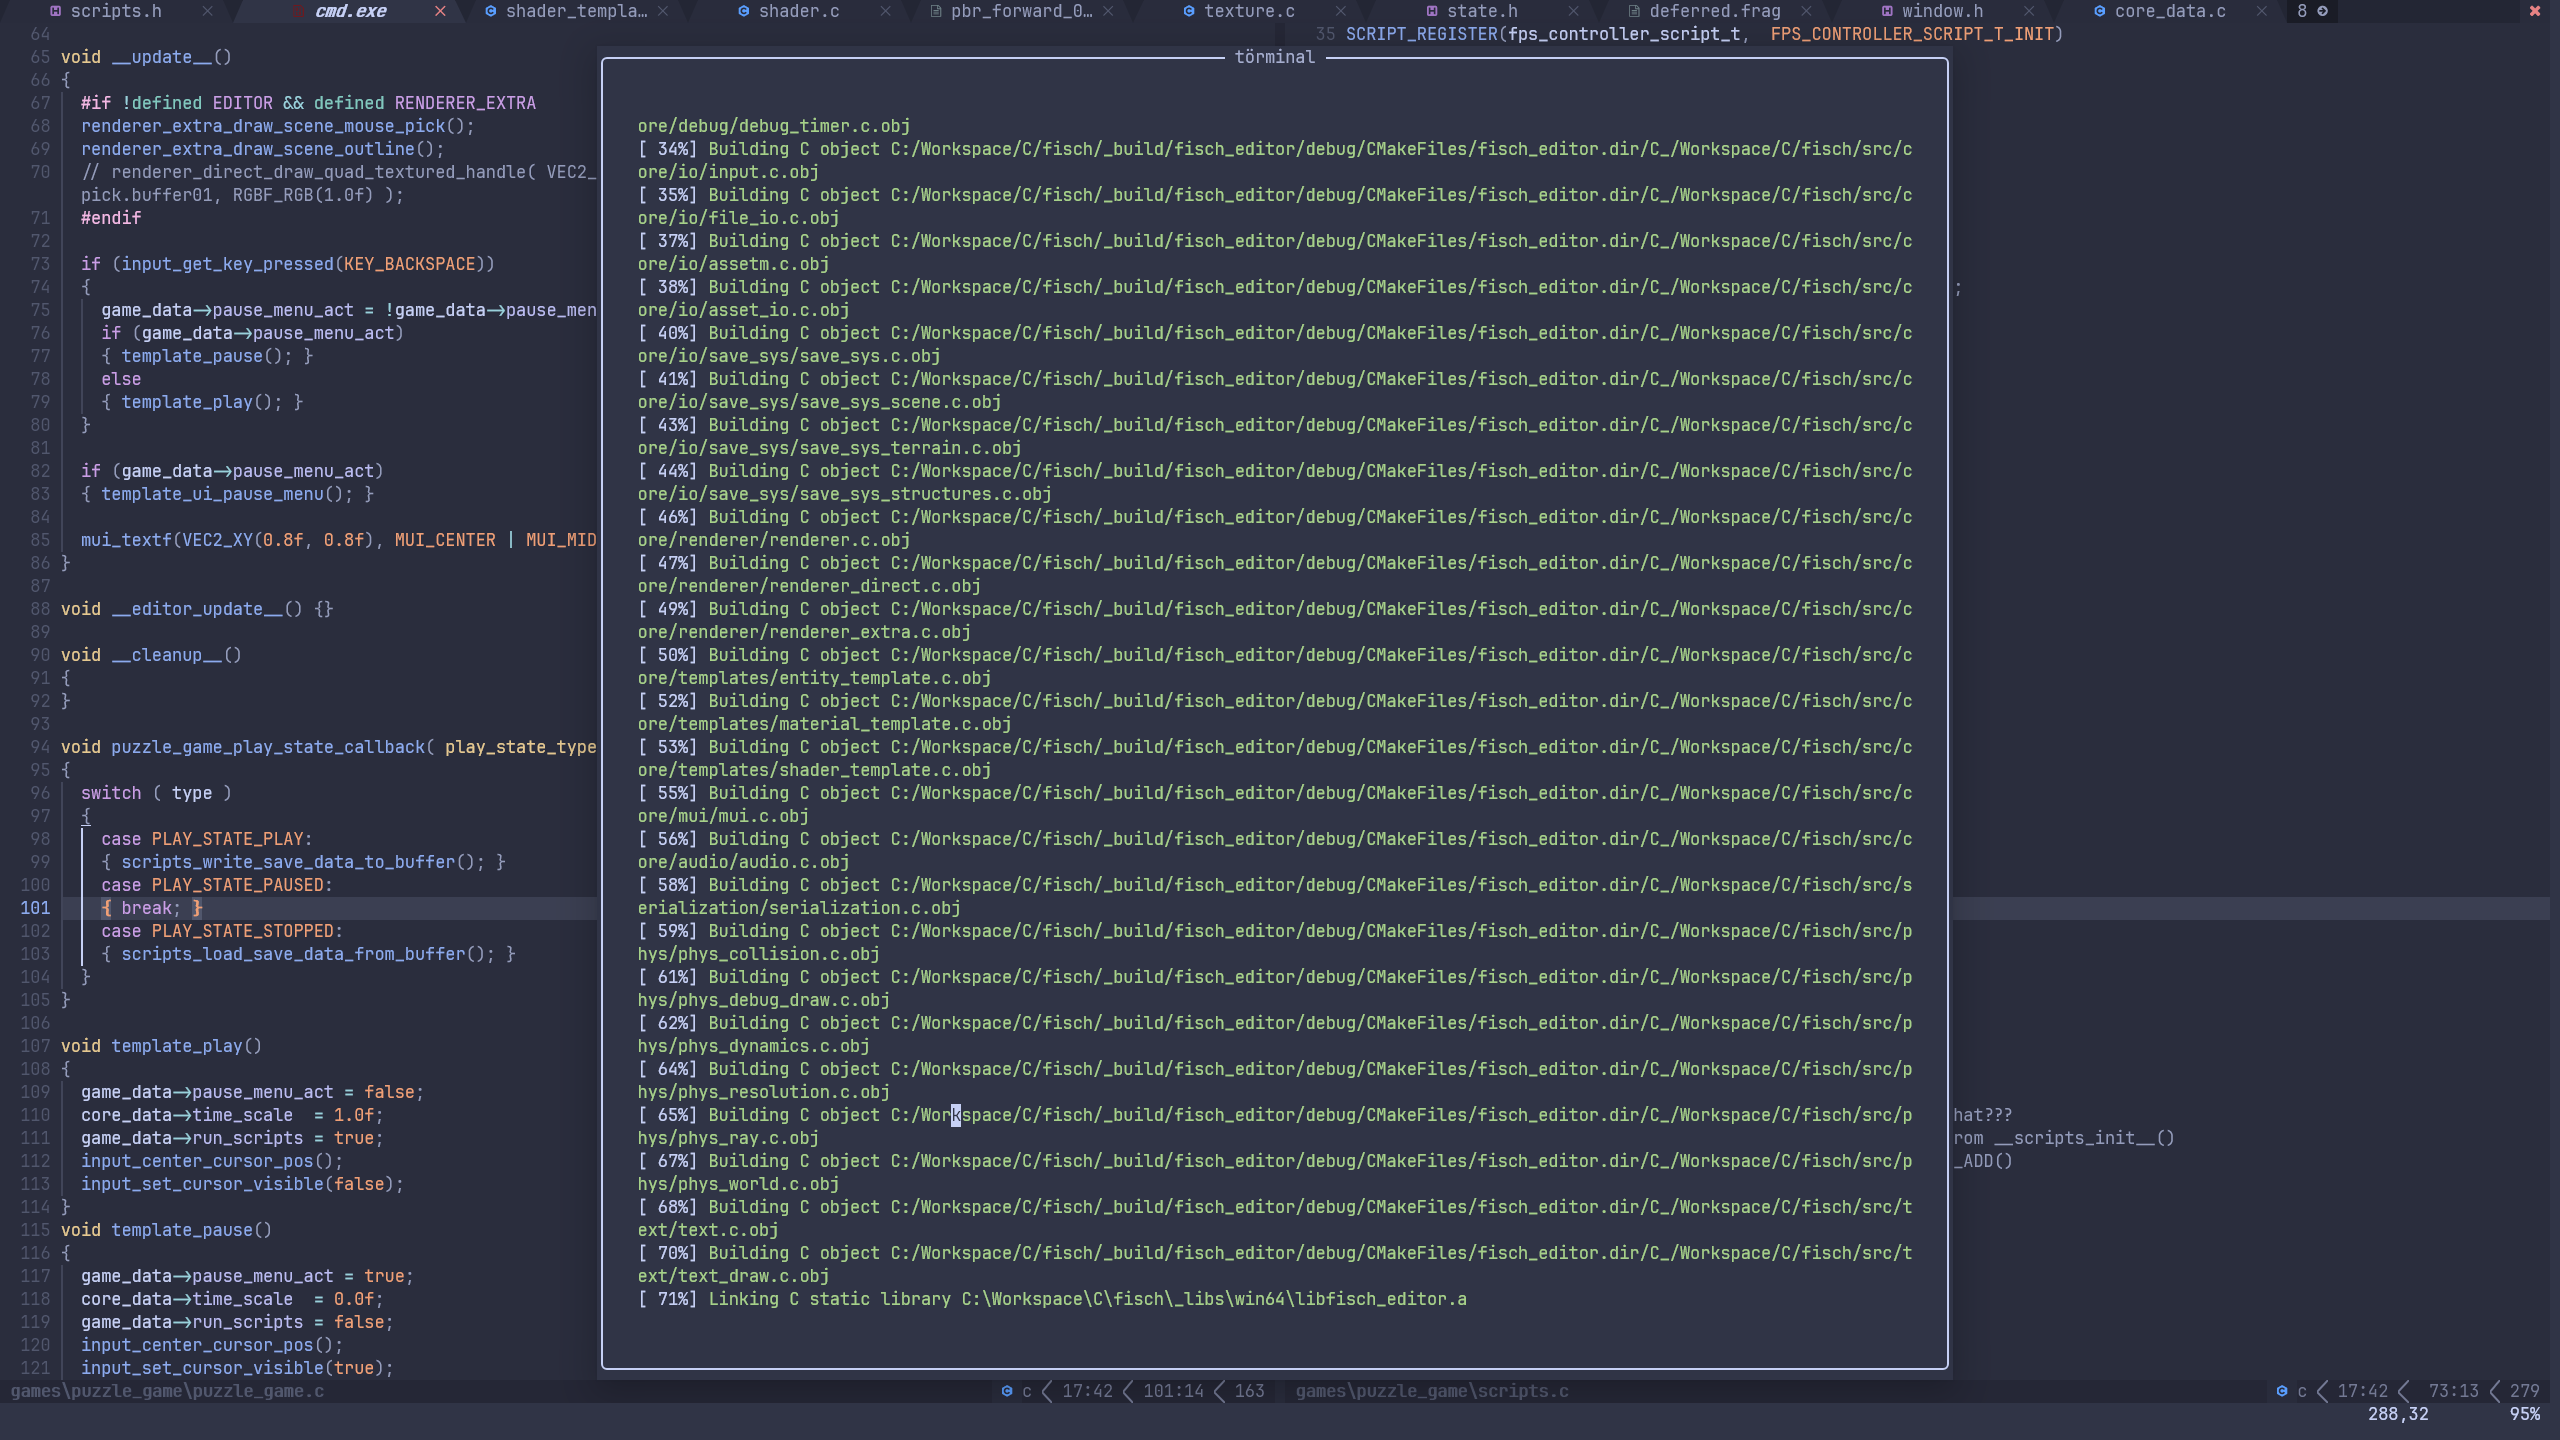 scripts.h cmd.exe shader_templa… shader.c pbr_forward_0… texture.c state.h deferred.frag window.h core_data.c 8
64
65 void __update__()
66 {
67 #if !defined EDITOR && defined RENDERER_EXTRA
68 renderer_extra_draw_scene_mouse_pick();
69 renderer_extra_draw_scene_outline();
70 // renderer_direct_draw_quad_textured_handle( VEC2_
pick.buffer01, RGBF_RGB(1.0f) );
71 #endif
72
73 if (input_get_key_pressed(KEY_BACKSPACE))
74 {
75 game_data->pause_menu_act = !game_data->pause_men
76 if (game_data->pause_menu_act)
77 { template_pause(); }
78 else
79 { template_play(); }
80 }
81
82 if (game_data->pause_menu_act)
83 { template_ui_pause_menu(); }
84
85 mui_textf(VEC2_XY(0.8f, 0.8f), MUI_CENTER | MUI_MID
86 }
87
88 void __editor_update__() {}
89
90 void __cleanup__()
91 {
92 }
93
94 void puzzle_game_play_state_callback( play_state_type
95 {
96 switch ( type )
97 {
98 case PLAY_STATE_PLAY:
99 { scripts_write_save_data_to_buffer(); }
100 case PLAY_STATE_PAUSED:
101 { break; }
102 case PLAY_STATE_STOPPED:
103 { scripts_load_save_data_from_buffer(); }
104 }
105 }
106
107 void template_play()
108 {
109 game_data->pause_menu_act = false;
110 core_data->time_scale = 1.0f;
111 game_data->run_scripts = true;
112 input_center_cursor_pos();
113 input_set_cursor_visible(false);
114 }
115 void template_pause()
116 {
117 game_data->pause_menu_act = true;
118 core_data->time_scale = 0.0f;
119 game_data->run_scripts = false;
120 input_center_cursor_pos();
121 input_set_cursor_visible(true);
games\puzzle_game\puzzle_game.c c 17:42 101:14 163
törminal
ore/debug/debug_timer.c.obj
[ 34%] Building C object C:/Workspace/C/fisch/_build/fisch_editor/debug/CMakeFiles/fisch_editor.dir/C_/Workspace/C/fisch/src/c
ore/io/input.c.obj
[ 35%] Building C object C:/Workspace/C/fisch/_build/fisch_editor/debug/CMakeFiles/fisch_editor.dir/C_/Workspace/C/fisch/src/c
ore/io/file_io.c.obj
[ 37%] Building C object C:/Workspace/C/fisch/_build/fisch_editor/debug/CMakeFiles/fisch_editor.dir/C_/Workspace/C/fisch/src/c
ore/io/assetm.c.obj
[ 38%] Building C object C:/Workspace/C/fisch/_build/fisch_editor/debug/CMakeFiles/fisch_editor.dir/C_/Workspace/C/fisch/src/c
ore/io/asset_io.c.obj
[ 40%] Building C object C:/Workspace/C/fisch/_build/fisch_editor/debug/CMakeFiles/fisch_editor.dir/C_/Workspace/C/fisch/src/c
ore/io/save_sys/save_sys.c.obj
[ 41%] Building C object C:/Workspace/C/fisch/_build/fisch_editor/debug/CMakeFiles/fisch_editor.dir/C_/Workspace/C/fisch/src/c
ore/io/save_sys/save_sys_scene.c.obj
[ 43%] Building C object C:/Workspace/C/fisch/_build/fisch_editor/debug/CMakeFiles/fisch_editor.dir/C_/Workspace/C/fisch/src/c
ore/io/save_sys/save_sys_terrain.c.obj
[ 44%] Building C object C:/Workspace/C/fisch/_build/fisch_editor/debug/CMakeFiles/fisch_editor.dir/C_/Workspace/C/fisch/src/c
ore/io/save_sys/save_sys_structures.c.obj
[ 46%] Building C object C:/Workspace/C/fisch/_build/fisch_editor/debug/CMakeFiles/fisch_editor.dir/C_/Workspace/C/fisch/src/c
ore/renderer/renderer.c.obj
[ 47%] Building C object C:/Workspace/C/fisch/_build/fisch_editor/debug/CMakeFiles/fisch_editor.dir/C_/Workspace/C/fisch/src/c
ore/renderer/renderer_direct.c.obj
[ 49%] Building C object C:/Workspace/C/fisch/_build/fisch_editor/debug/CMakeFiles/fisch_editor.dir/C_/Workspace/C/fisch/src/c
ore/renderer/renderer_extra.c.obj
[ 50%] Building C object C:/Workspace/C/fisch/_build/fisch_editor/debug/CMakeFiles/fisch_editor.dir/C_/Workspace/C/fisch/src/c
ore/templates/entity_template.c.obj
[ 52%] Building C object C:/Workspace/C/fisch/_build/fisch_editor/debug/CMakeFiles/fisch_editor.dir/C_/Workspace/C/fisch/src/c
ore/templates/material_template.c.obj
[ 53%] Building C object C:/Workspace/C/fisch/_build/fisch_editor/debug/CMakeFiles/fisch_editor.dir/C_/Workspace/C/fisch/src/c
ore/templates/shader_template.c.obj
[ 55%] Building C object C:/Workspace/C/fisch/_build/fisch_editor/debug/CMakeFiles/fisch_editor.dir/C_/Workspace/C/fisch/src/c
ore/mui/mui.c.obj
[ 56%] Building C object C:/Workspace/C/fisch/_build/fisch_editor/debug/CMakeFiles/fisch_editor.dir/C_/Workspace/C/fisch/src/c
ore/audio/audio.c.obj
[ 58%] Building C object C:/Workspace/C/fisch/_build/fisch_editor/debug/CMakeFiles/fisch_editor.dir/C_/Workspace/C/fisch/src/s
erialization/serialization.c.obj
[ 59%] Building C object C:/Workspace/C/fisch/_build/fisch_editor/debug/CMakeFiles/fisch_editor.dir/C_/Workspace/C/fisch/src/p
hys/phys_collision.c.obj
[ 61%] Building C object C:/Workspace/C/fisch/_build/fisch_editor/debug/CMakeFiles/fisch_editor.dir/C_/Workspace/C/fisch/src/p
hys/phys_debug_draw.c.obj
[ 62%] Building C object C:/Workspace/C/fisch/_build/fisch_editor/debug/CMakeFiles/fisch_editor.dir/C_/Workspace/C/fisch/src/p
hys/phys_dynamics.c.obj
[ 64%] Building C object C:/Workspace/C/fisch/_build/fisch_editor/debug/CMakeFiles/fisch_editor.dir/C_/Workspace/C/fisch/src/p
hys/phys_resolution.c.obj
[ 65%] Building C object C:/Workspace/C/fisch/_build/fisch_editor/debug/CMakeFiles/fisch_editor.dir/C_/Workspace/C/fisch/src/p
hys/phys_ray.c.obj
[ 67%] Building C object C:/Workspace/C/fisch/_build/fisch_editor/debug/CMakeFiles/fisch_editor.dir/C_/Workspace/C/fisch/src/p
hys/phys_world.c.obj
[ 68%] Building C object C:/Workspace/C/fisch/_build/fisch_editor/debug/CMakeFiles/fisch_editor.dir/C_/Workspace/C/fisch/src/t
ext/text.c.obj
[ 70%] Building C object C:/Workspace/C/fisch/_build/fisch_editor/debug/CMakeFiles/fisch_editor.dir/C_/Workspace/C/fisch/src/t
ext/text_draw.c.obj
[ 71%] Linking C static library C:\Workspace\C\fisch\_libs\win64\libfisch_editor.a
35 SCRIPT_REGISTER(fps_controller_script_t, FPS_CONTROLLER_SCRIPT_T_INIT)
;
hat???
rom __scripts_init__()
_ADD()
games\puzzle_game\scripts.c c 17:42 73:13 279
288,32 95%